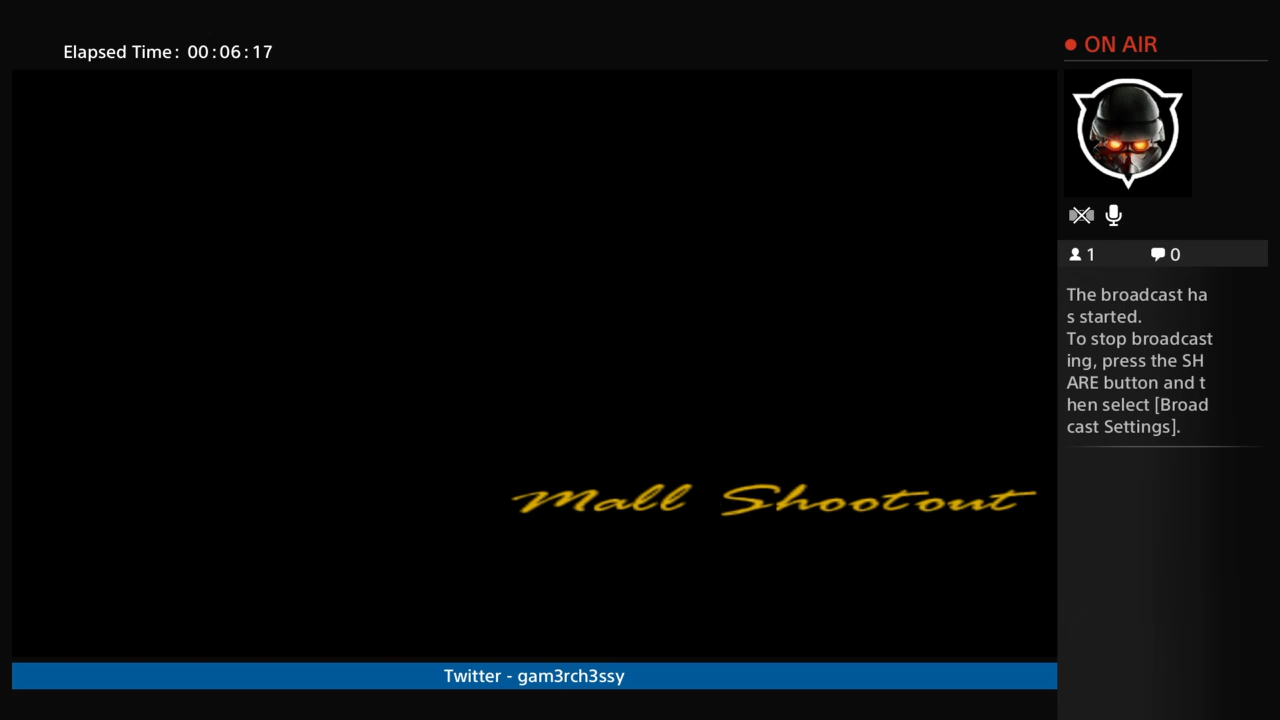 Elapsed Time: 00:06:17
ON AIR
1 0
The broadcast ha
s started.
To stop broadcast
ing, press the SH
ARE button and t
hen select [Broad
cast Settings].
Mall Shootout
Twitter - gam3rch3ssy